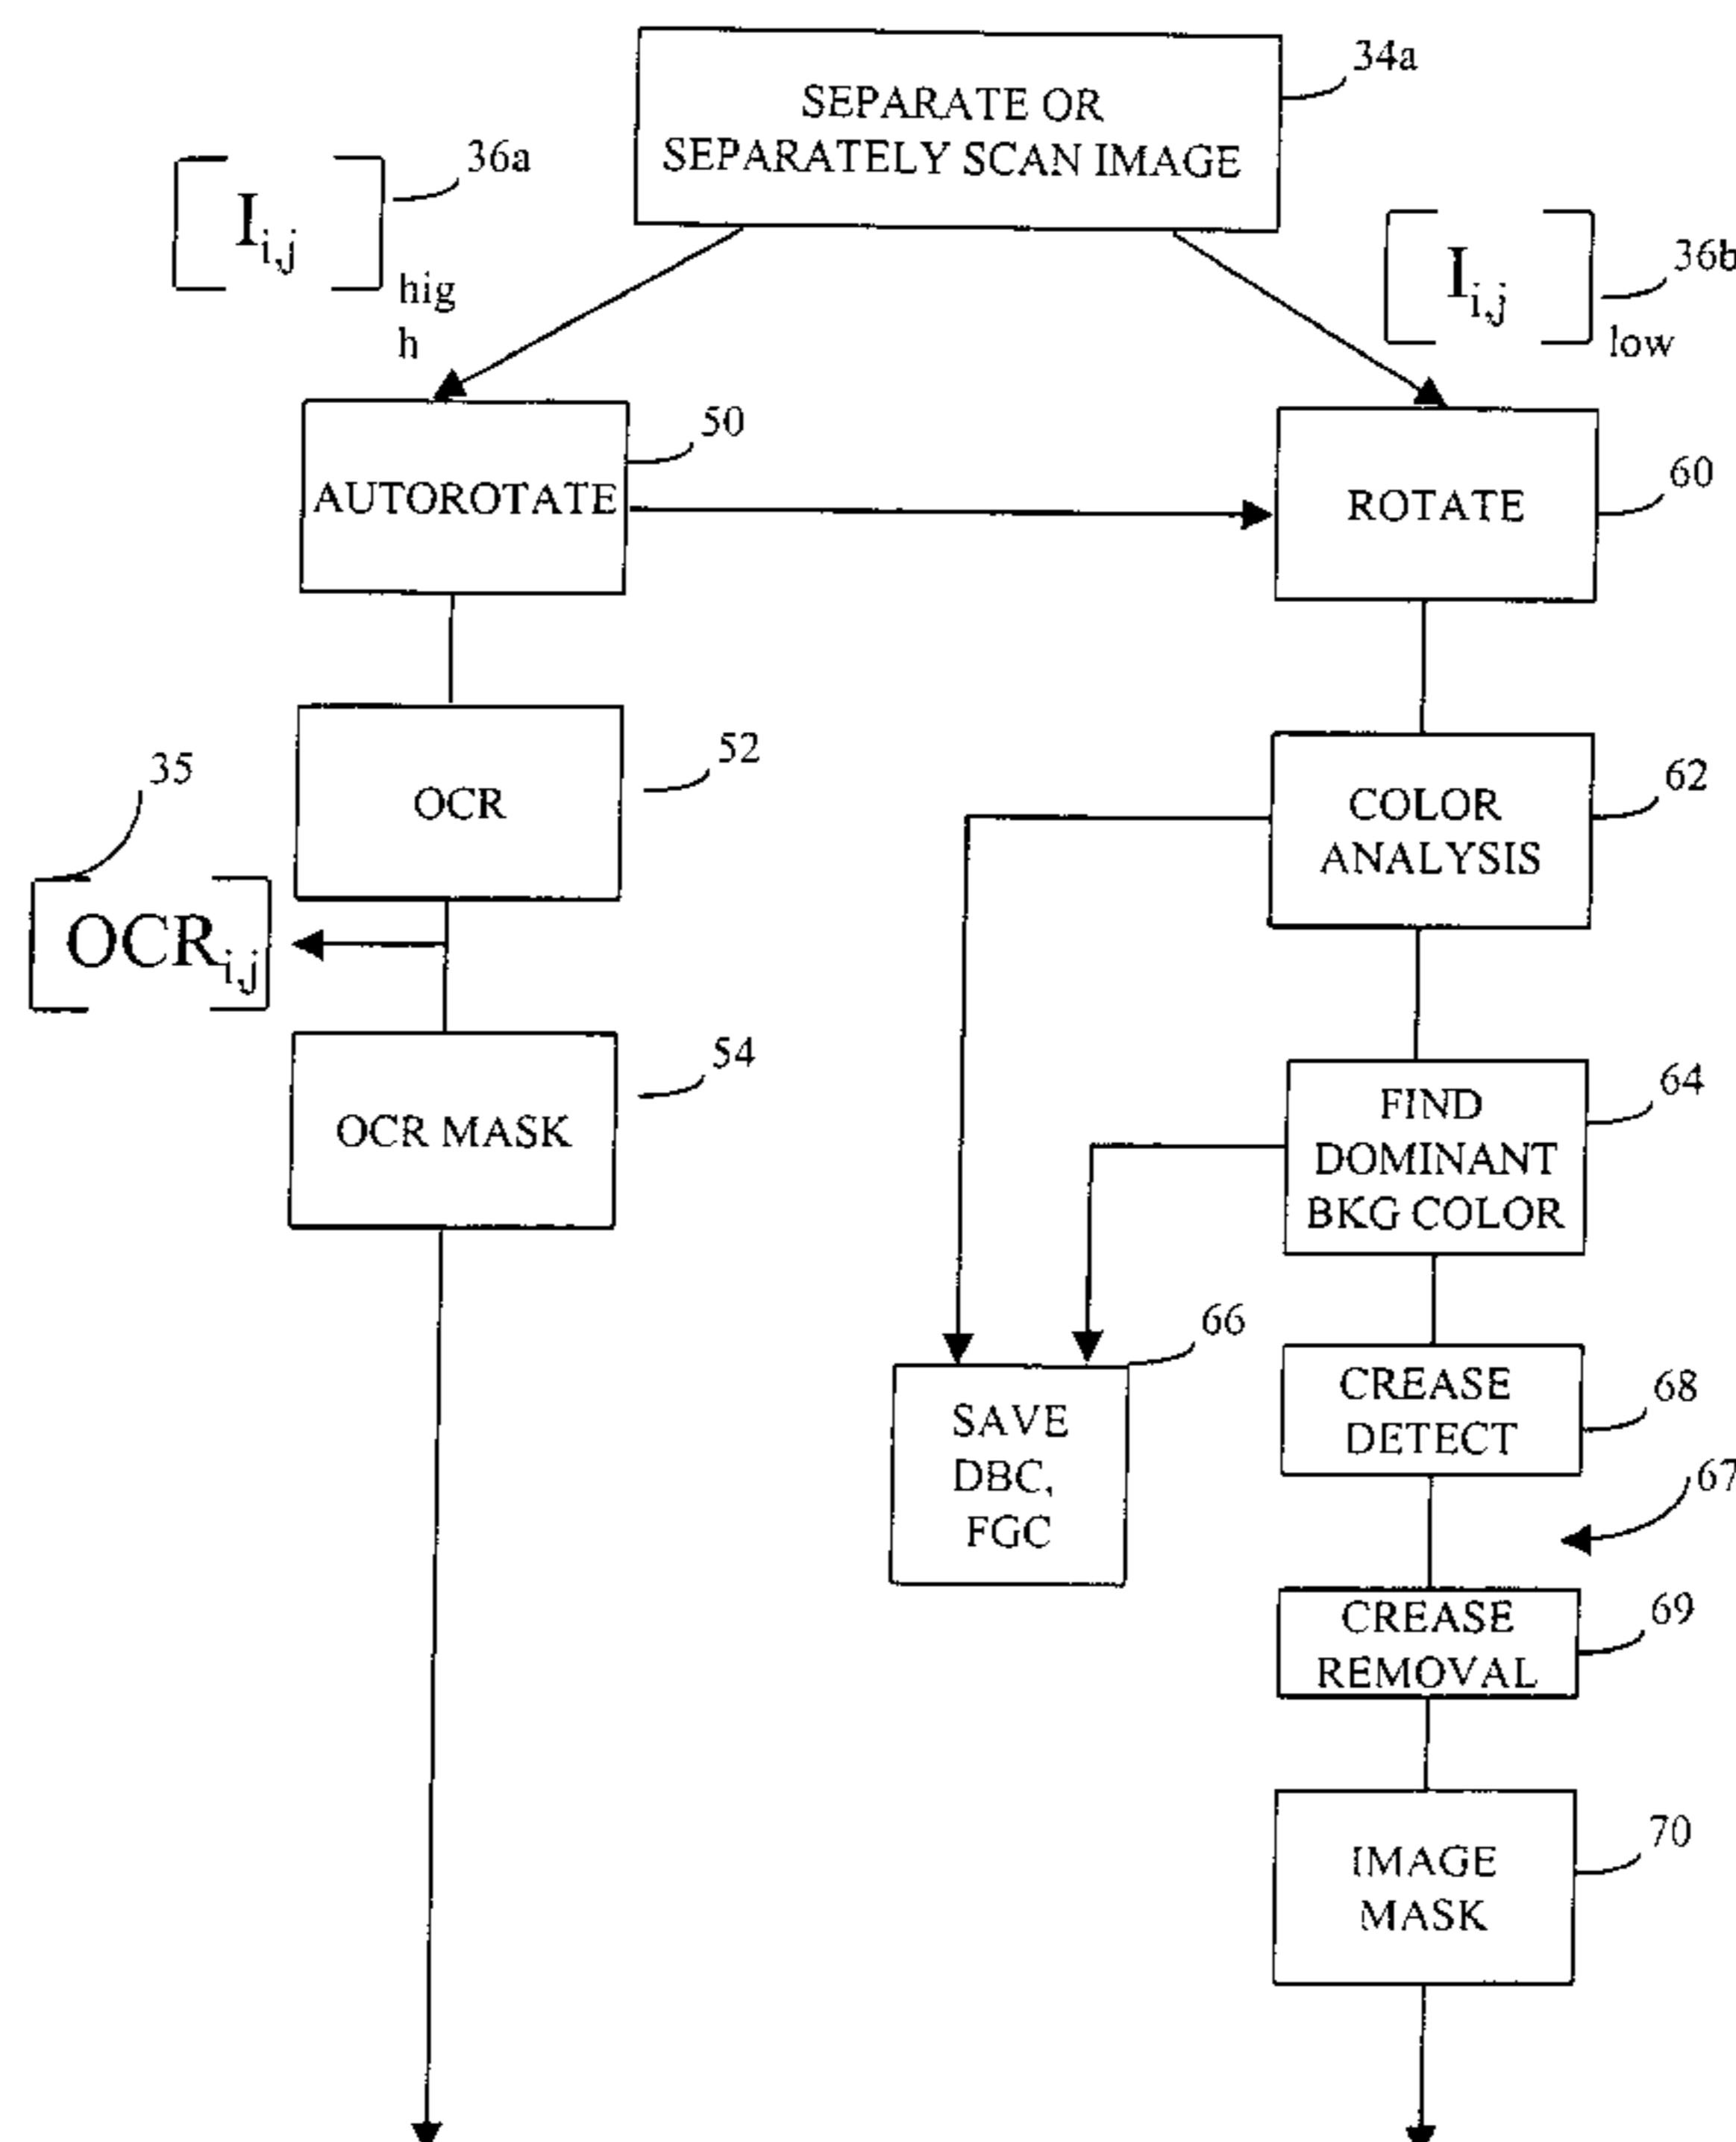 34a
SEPARATE OR
SEPARATELY SCAN IMAGE
36a
I i,j
hig
h
36b
I i,j
low
50
AUTOROTATE
60
ROTATE
35
52
OCR
62
COLOR
ANALYSIS
OCR i,j
54
OCR MASK
64
FIND
DOMINANT
BKG COLOR
66
SAVE
DBC,
FGC
68
CREASE
DETECT
67
69
CREASE
REMOVAL
70
IMAGE
MASK